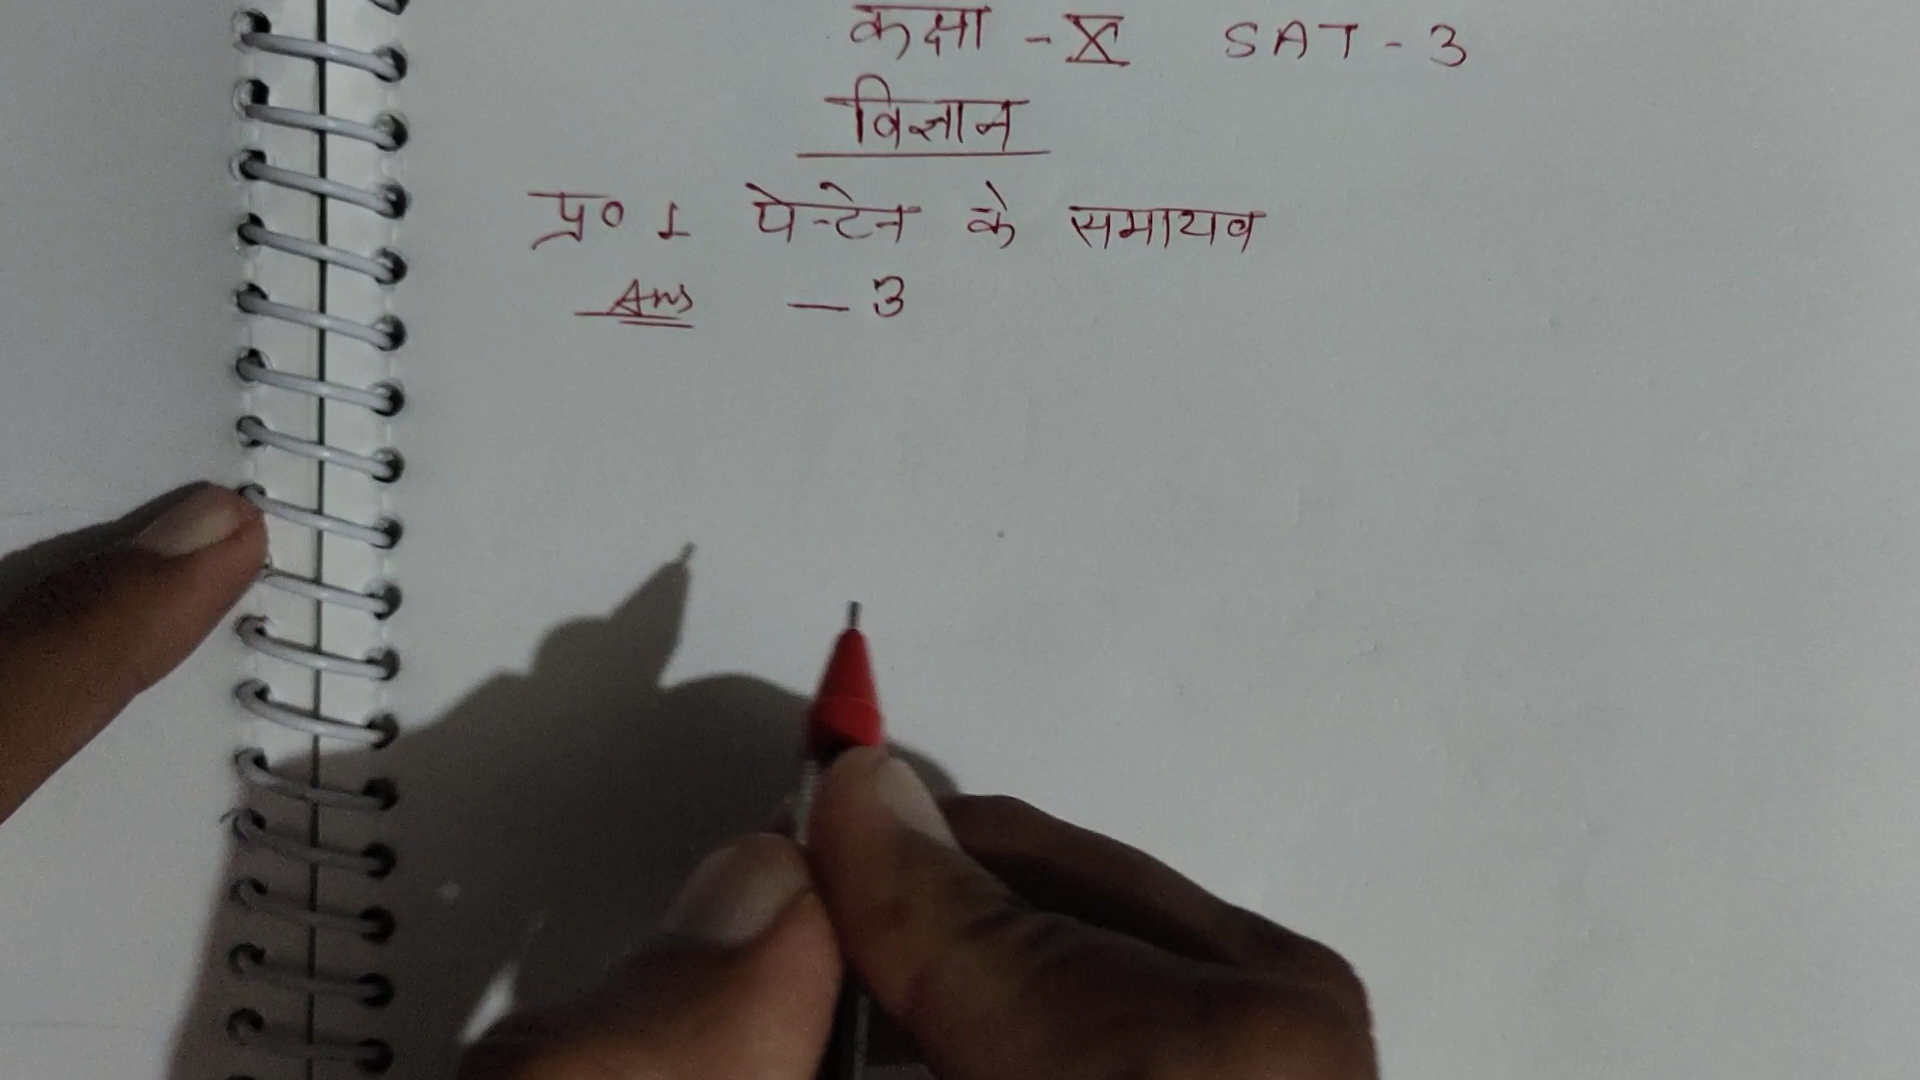 कक्षा - X SAT - 3
विज्ञान
प्र० 1 पेन्टेन के समायव
Ans - 3